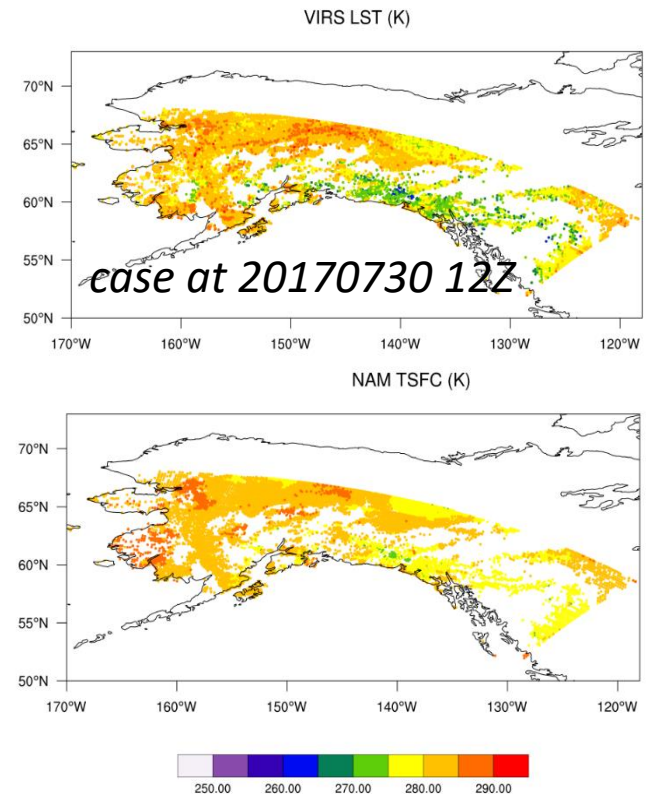 VIRS LST (K)
70°N
65°N
60°N
55°N
case at 20170730 12Z
50°N
170°W 160°W 150°W 140°W 130°W 120°W
NAM TSFC (K)
70°N
65°N
60°N
55°N
50°N
170°W 160°W 150°W 140°W 130°W 120°W
250.00 260.00 270.00 280.00 290.00